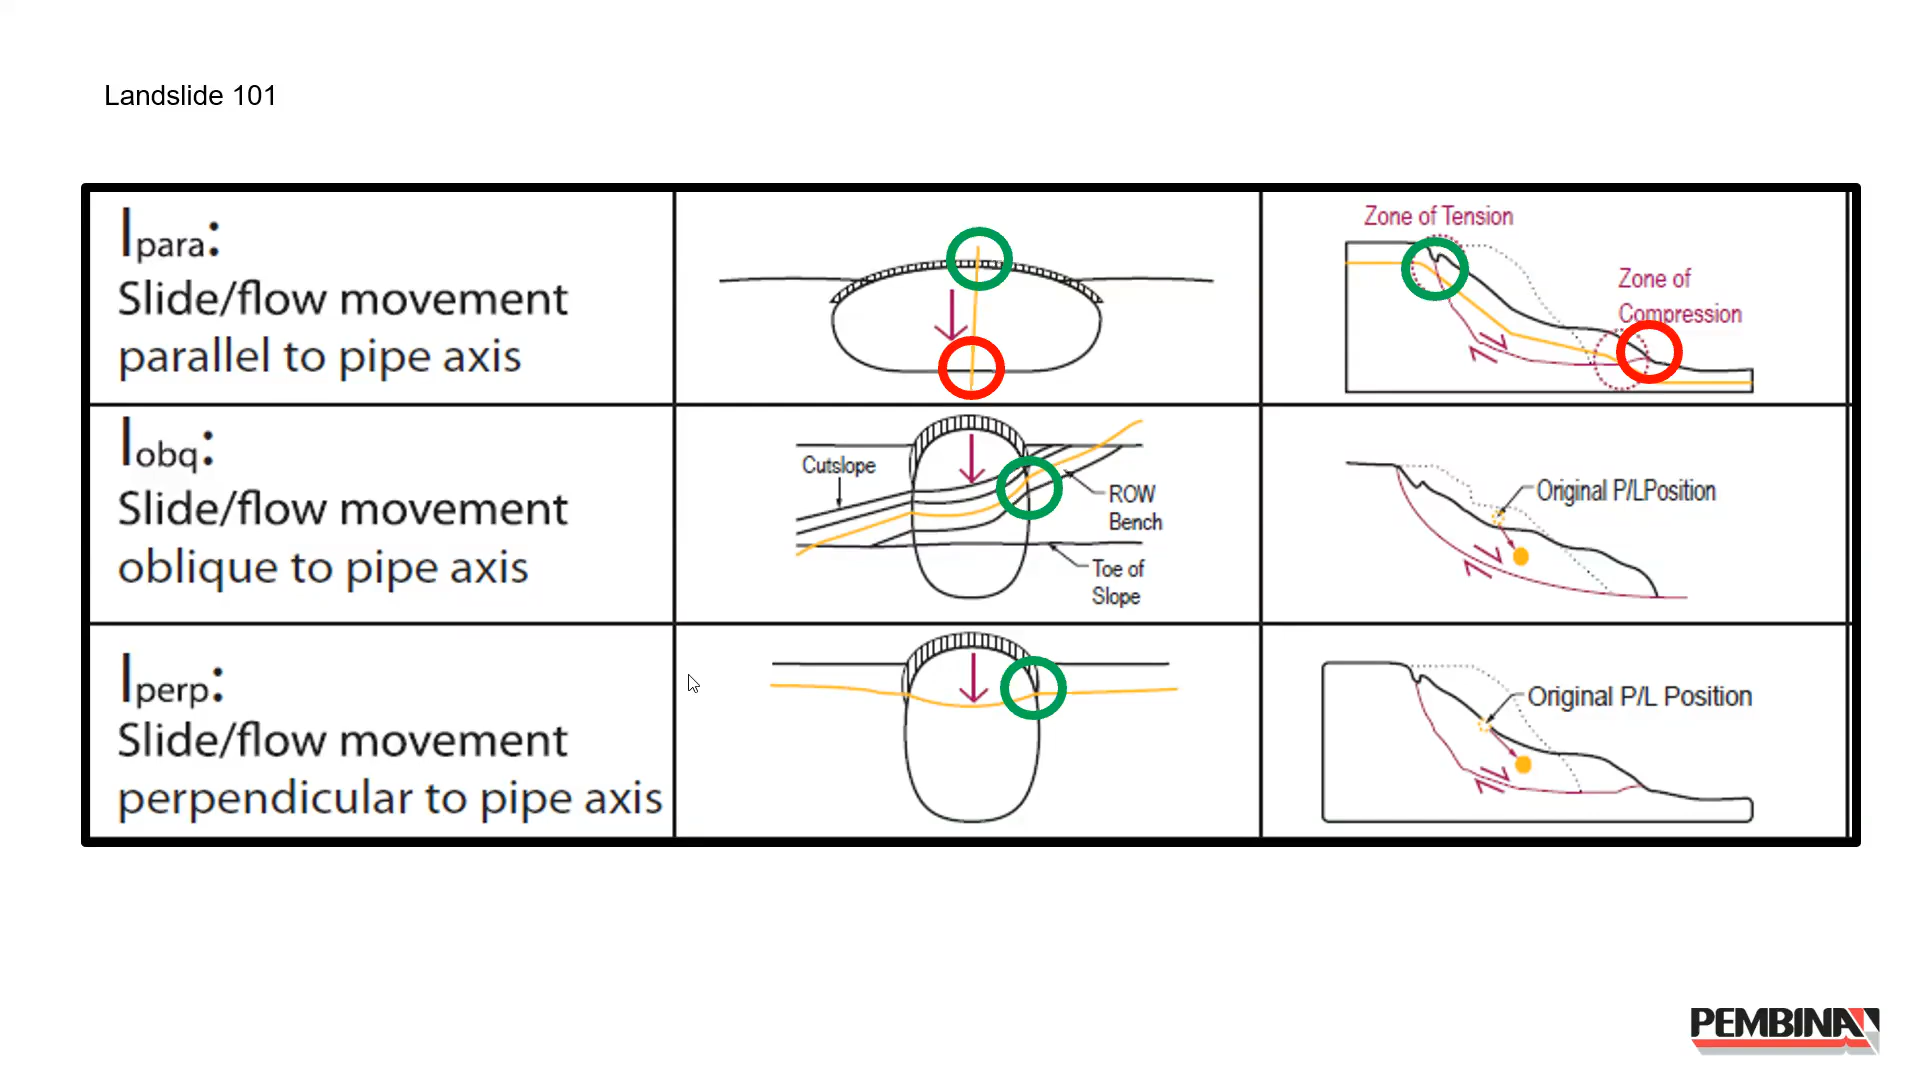 Landslide 101
Ipara:
Slide/flow movement
parallel to pipe axis
Zone of Tension
Zone of
Compression
Iobq:
Slide/flow movement
oblique to pipe axis
Cutslope
ROW
Bench
Toe of
Slope
Original P/LPosition
Iperp:
Slide/flow movement
perpendicular to pipe axis
Original P/L Position
PEMBINA